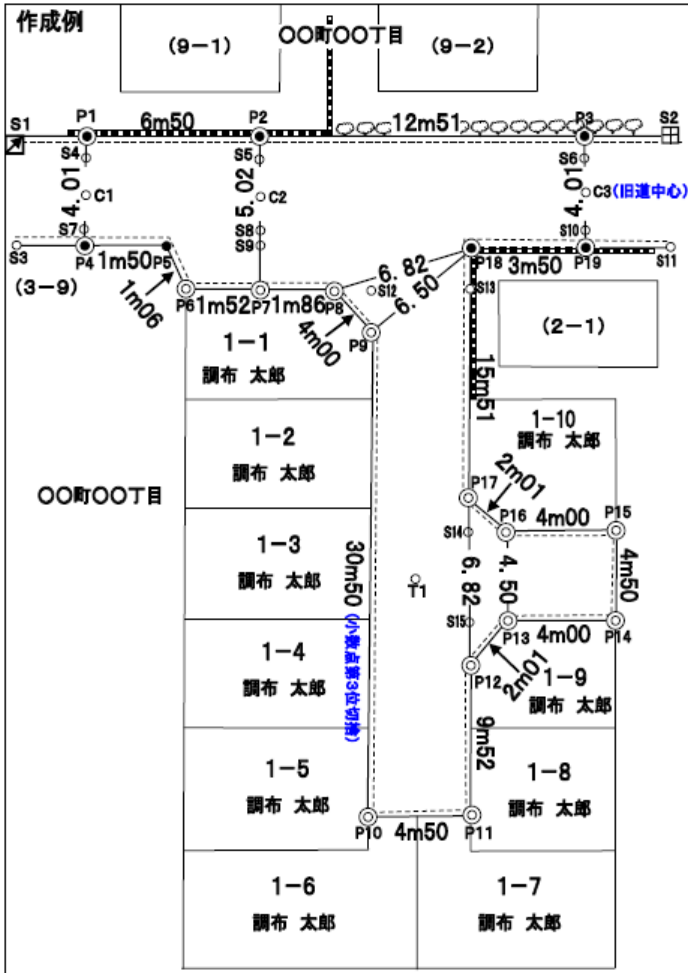 作成例
(9-1)
〇〇町〇〇丁目
(9-2)
S1
P1
6m50
P2
12m51
P3
S2
S4
S5
S6
4.01
C1
5.02
C2
4.01
C3(旧道中心)
S7
S8
S9
S10
S3
P4
1m50
P5
P18
3m50
P19
S11
(3-9)
1m06
6.82
6.50
S12
S13
P6
1m52
P7
1m86
P8
4m00
P9
(2-1)
15m51
1-1
調布 太郎
1-2
調布 太郎
1-10
調布 太郎
〇〇町〇〇丁目
P17
2m01
P16
4m00
P15
S14
1-3
調布 太郎
30m50
(小数点第3位切捨)
T1
6.82
4.50
4m50
S15
P13
4m00
P14
1-4
調布 太郎
P12
2m01
1-9
調布 太郎
9m52
1-5
調布 太郎
1-8
調布 太郎
P10
4m50
P11
1-6
調布 太郎
1-7
調布 太郎